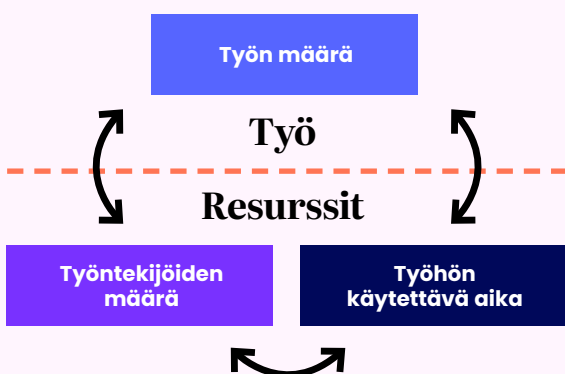 Työn määrä
Työ
Resurssit
Työntekijöiden
määrä
Työhön
käytettävä aika